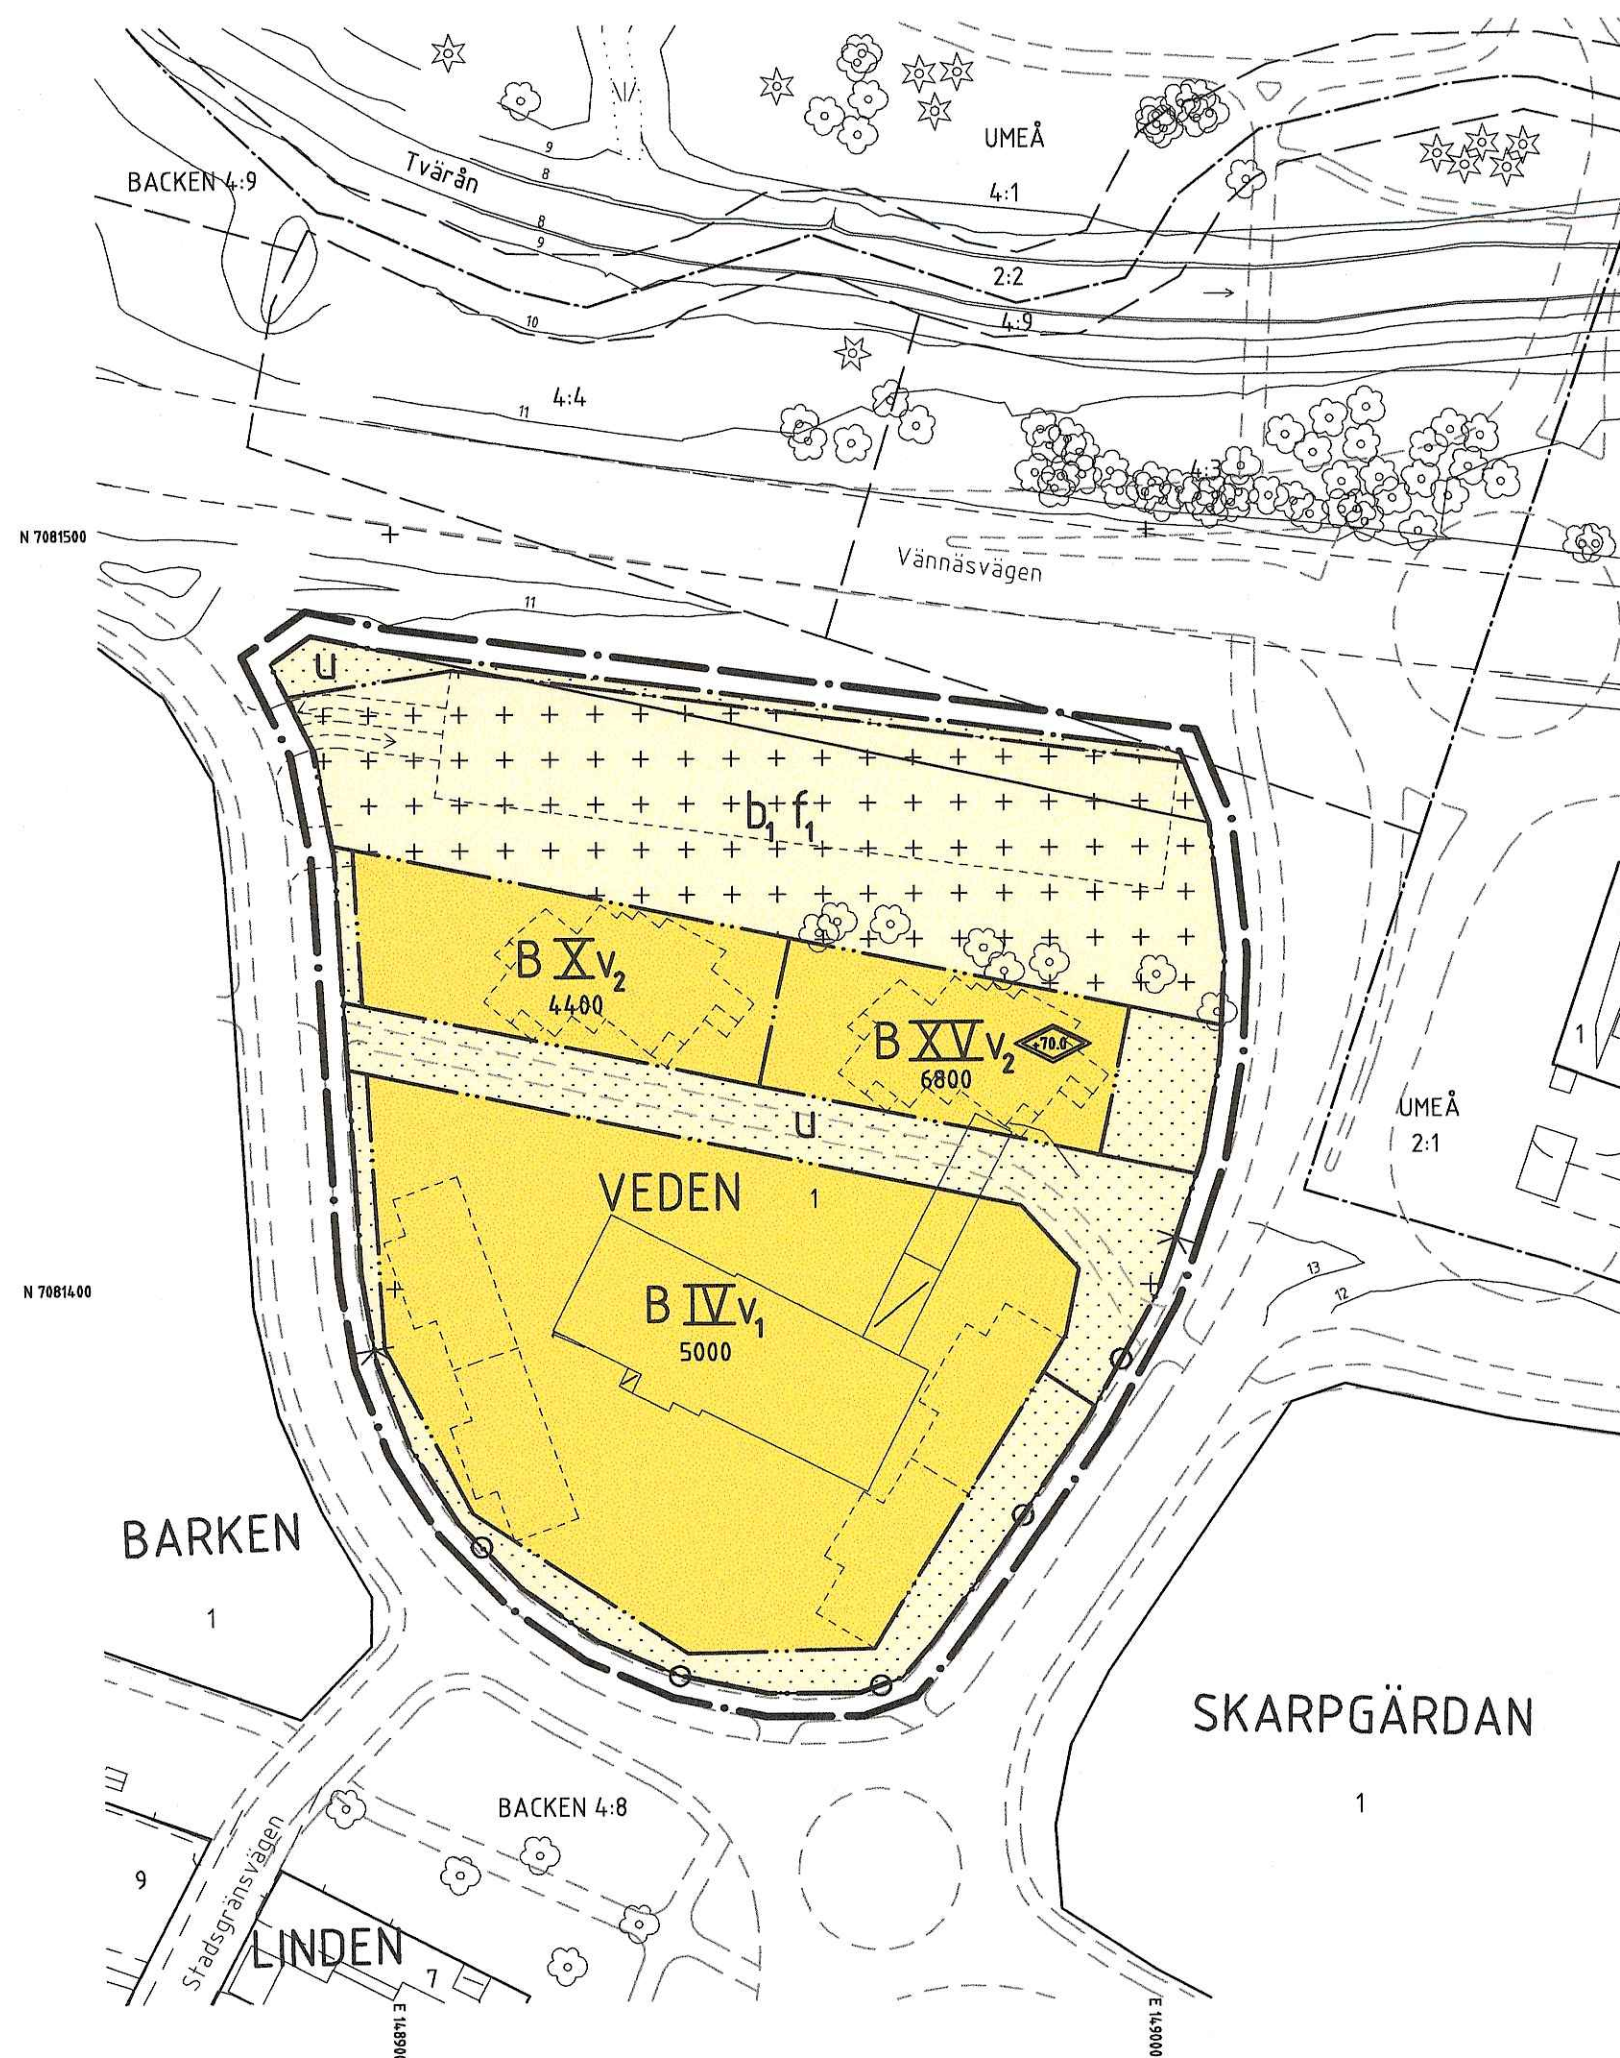 9
Tvärån
8
UMEÅ
BACKEN 4:9
4:1
8
9
2:2
10
4:9
4:4
11
4:3
N 7081500
Vännäsvägen
11
u
b1 f1
B X v2
4400
B XV v2
+70.0
6800
1
u
UMEÅ
2:1
VEDEN
1
13
N 7081400
12
B IV v1
5000
BARKEN
1
SKARPGÄRDAN
1
BACKEN 4:8
9
Stadsgränsvägen
LINDEN
7
E 148900
E 149000